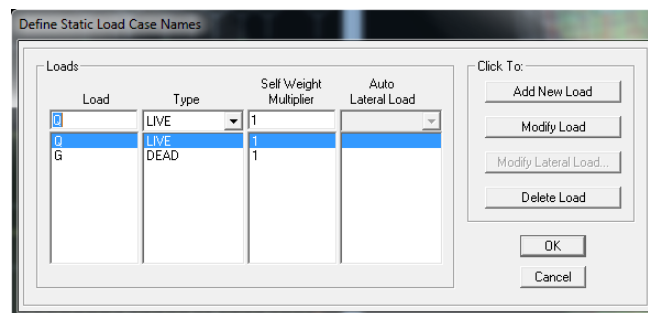 Define Static Load Case Names
Loads
Load Type Self Weight Multiplier Auto Lateral Load
Q LIVE 1
Q LIVE 1
G DEAD 1
Click To:
Add New Load
Modify Load
Modify Lateral Load...
Delete Load
OK
Cancel